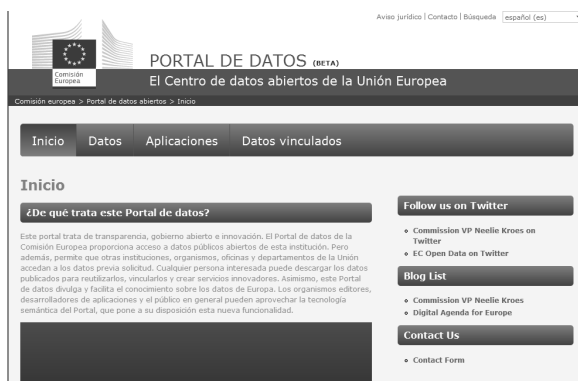 Aviso jurídico | Contacto | Búsqueda español (es)
Comisión
Europea
PORTAL DE DATOS (BETA)
El Centro de datos abiertos de la Unión Europea
Comisión europea > Portal de datos abiertos > Inicio
Inicio Datos Aplicaciones Datos vinculados
Inicio
¿De qué trata este Portal de datos?
Este portal trata de transparencia, gobierno abierto e innovación. El Portal de datos de la
Comisión Europea proporciona acceso a datos públicos abiertos de esta institución. Pero
además, permite que otras instituciones, organismos, oficinas y departamentos de la Unión
accedan a los datos previa solicitud. Cualquier persona interesada puede descargar los datos
publicados para reutilizarlos, vincularlos y crear servicios innovadores. Asimismo, este Portal
de datos divulga y facilita el conocimiento sobre los datos de Europa. Los organismos editores,
desarrolladores de aplicaciones y el público en general pueden aprovechar la tecnología
semántica del Portal, que pone a su disposición esta nueva funcionalidad.
Follow us on Twitter
Commission VP Neelie Kroes on
Twitter
EC Open Data on Twitter
Blog List
Commission VP Neelie Kroes
Digital Agenda for Europe
Contact Us
Contact Form